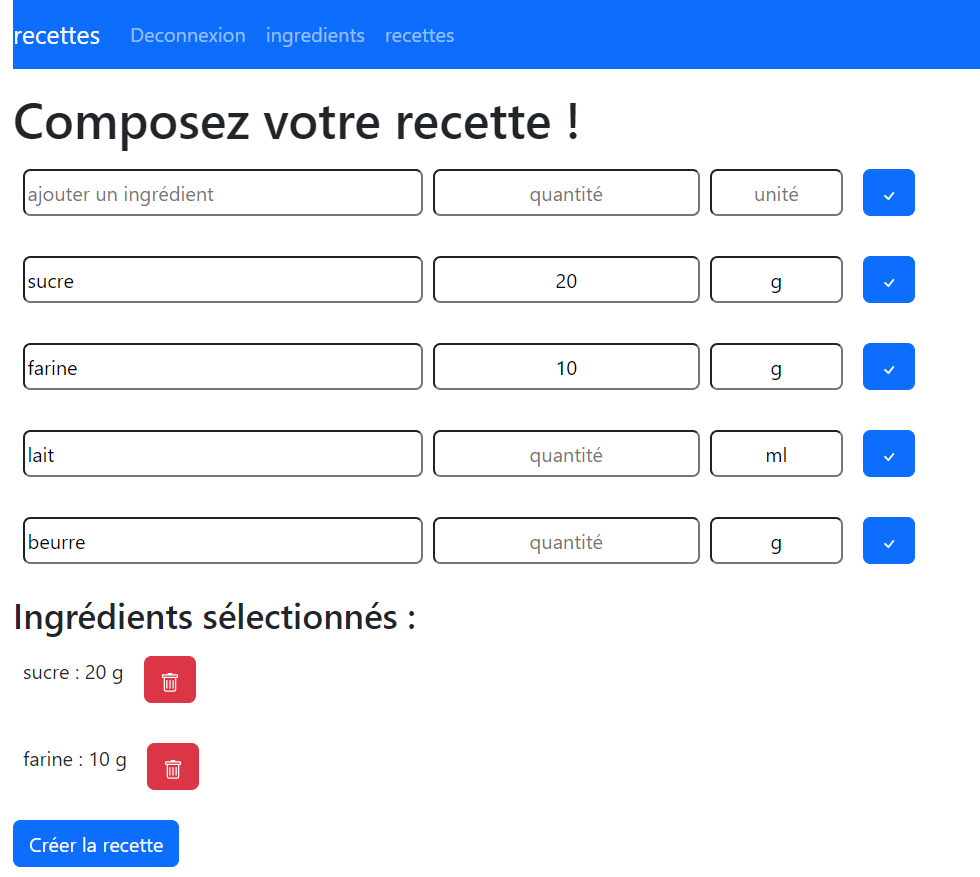 recettes Deconnexion ingredients recettes
Composez votre recette !
ajouter un ingrédient quantité unité
sucre 20 g
farine 10 g
lait quantité ml
beurre quantité g
Ingrédients sélectionnés :
sucre : 20 g
farine : 10 g
Créer la recette